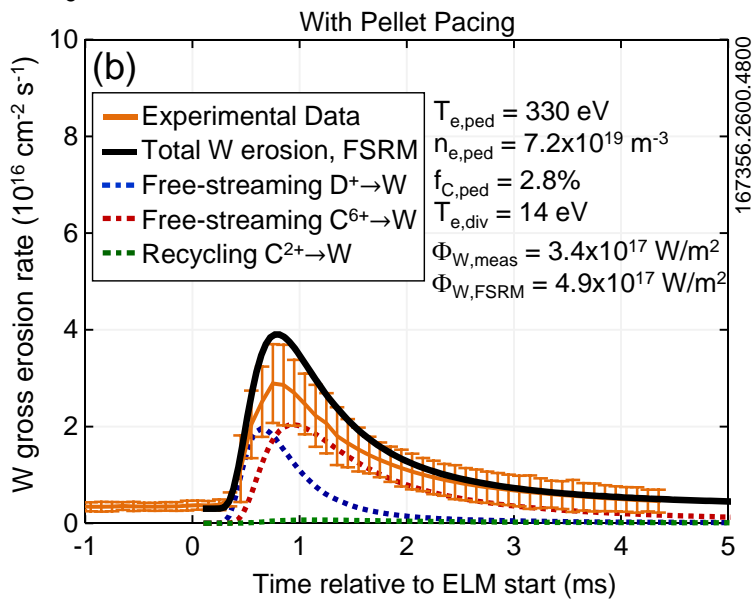 With Pellet Pacing
(b)
Experimental Data
Total W erosion, FSRM
Free-streaming D⁺→W
Free-streaming C⁶⁺→W
Recycling C²⁺→W
Tₑ,ped = 330 eV
nₑ,ped = 7.2x10¹⁹ m⁻³
f_C,ped = 2.8%
Tₑ,div = 14 eV
Φ_W,meas = 3.4x10¹⁷ W/m²
Φ_W,FSRM = 4.9x10¹⁷ W/m²
167356.2600.4800
W gross erosion rate (10¹⁶ cm⁻² s⁻¹)
10
8
6
4
2
0
-1 0 1 2 3 4 5
Time relative to ELM start (ms)